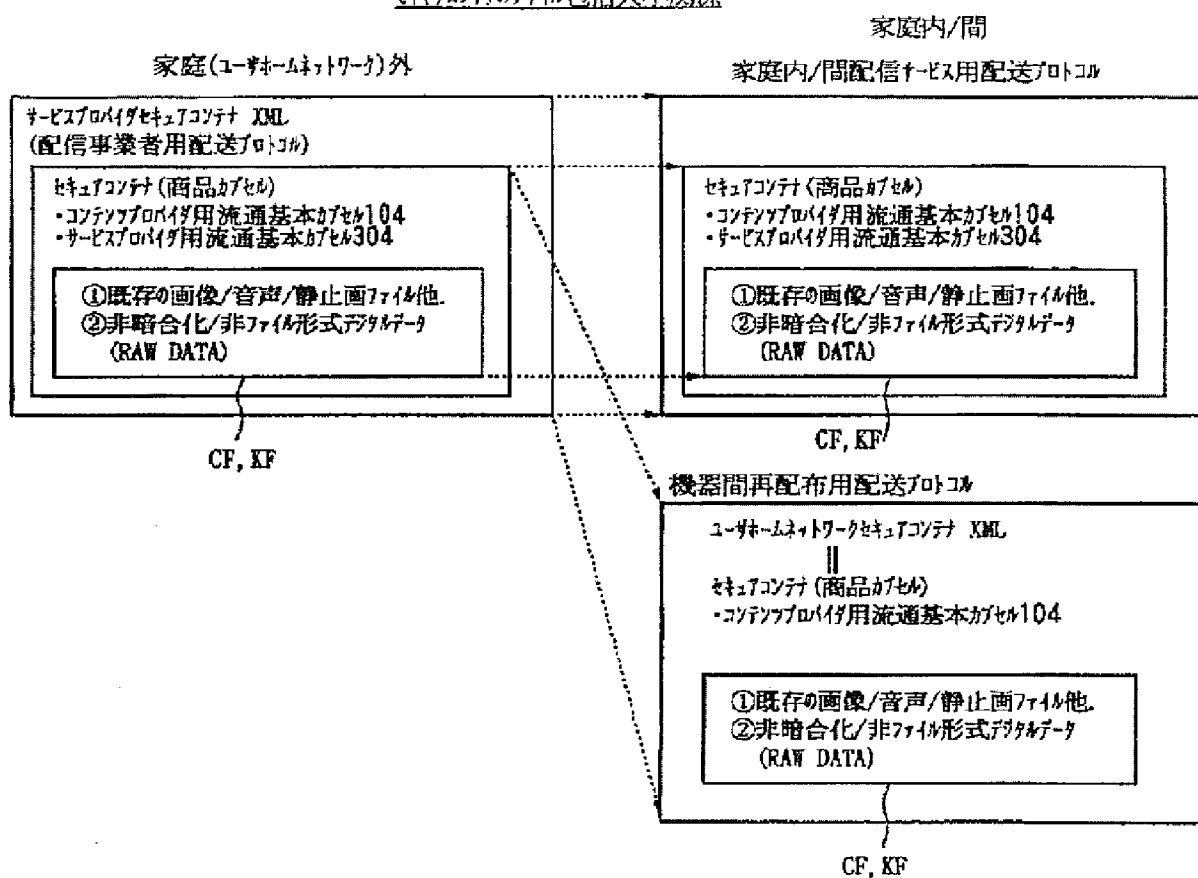 家庭(ユーザホームネットワーク)外
サービスプロバイダセキュアコンテナ XML
(配信事業者用配送プロトコル)
セキュアコンテナ(商品カプセル)
・コンテンツプロバイダ用流通基本カプセル104
・サービスプロバイダ用流通基本カプセル304
①既存の画像/音声/静止画ファイル他.
②非暗合化/非ファイル形式デジタルデータ
(RAW DATA)
CF, KF
家庭内/間
家庭内/間配信サービス用配送プロトコル
セキュアコンテナ(商品カプセル)
・コンテンツプロバイダ用流通基本カプセル104
・サービスプロバイダ用流通基本カプセル304
①既存の画像/音声/静止画ファイル他.
②非暗合化/非ファイル形式デジタルデータ
(RAW DATA)
CF, KF
機器間再配布用配送プロトコル
ユーザホームネットワークセキュアコンテナ XML
||
セキュアコンテナ(商品カプセル)
・コンテンツプロバイダ用流通基本カプセル104
①既存の画像/音声/静止画ファイル他.
②非暗合化/非ファイル形式デジタルデータ
(RAW DATA)
CF, KF